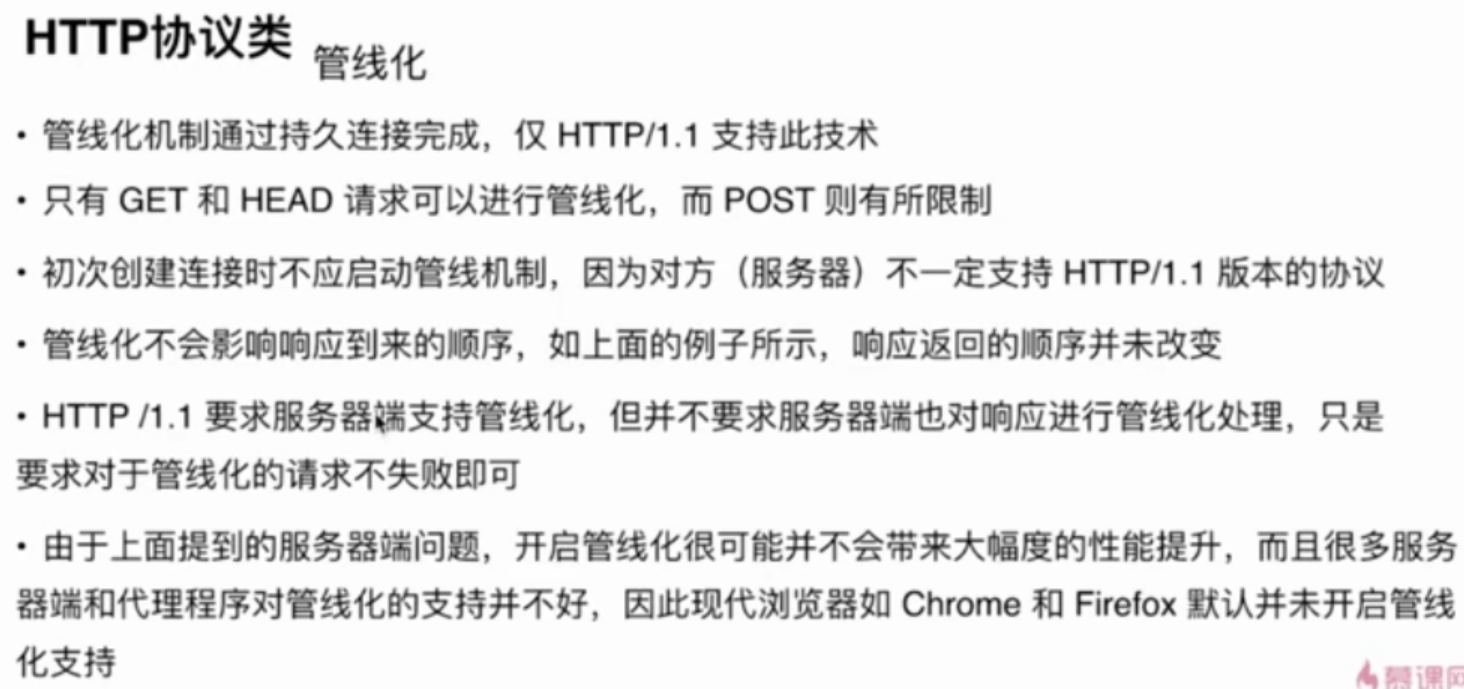 HTTP协议类 管线化
• 管线化机制通过持久连接完成，仅 HTTP/1.1 支持此技术
• 只有 GET 和 HEAD 请求可以进行管线化，而 POST 则有所限制
• 初次创建连接时不应启动管线机制，因为对方（服务器）不一定支持 HTTP/1.1 版本的协议
• 管线化不会影响响应到来的顺序，如上面的例子所示，响应返回的顺序并未改变
• HTTP /1.1 要求服务器端支持管线化，但并不要求服务器端也对响应进行管线化处理，只是
要求对于管线化的请求不失败即可
• 由于上面提到的服务器端问题，开启管线化很可能并不会带来大幅度的性能提升，而且很多服务
器端和代理程序对管线化的支持并不好，因此现代浏览器如 Chrome 和 Firefox 默认并未开启管线
化支持
慕课网